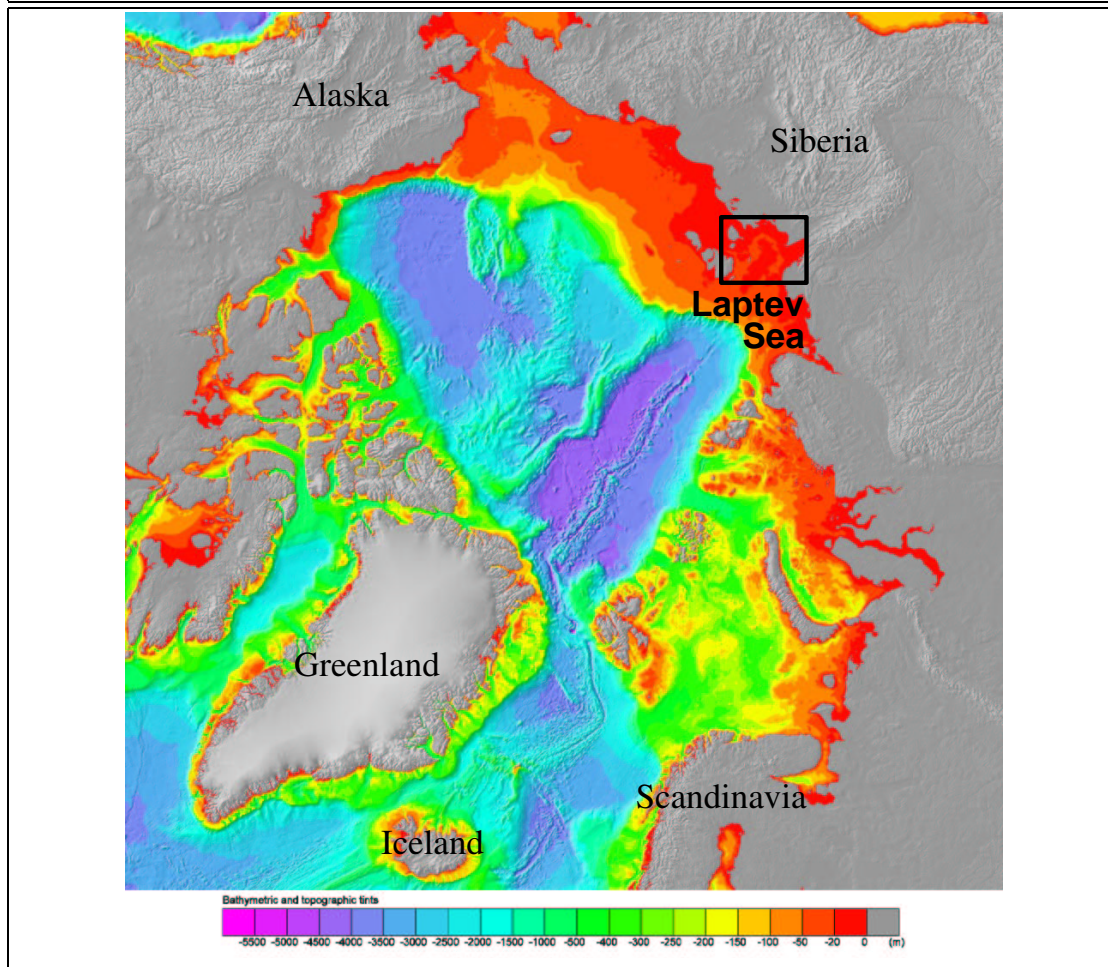 Alaska
Siberia
Laptev
Sea
Greenland
Scandinavia
Iceland
Bathymetric and topographic tints
-5500 -5000 -4500 -4000 -3500 -3000 -2500 -2000 -1500 -1000 -500 -400 -300 -250 -200 -150 -100 -50 -20 0 (m)